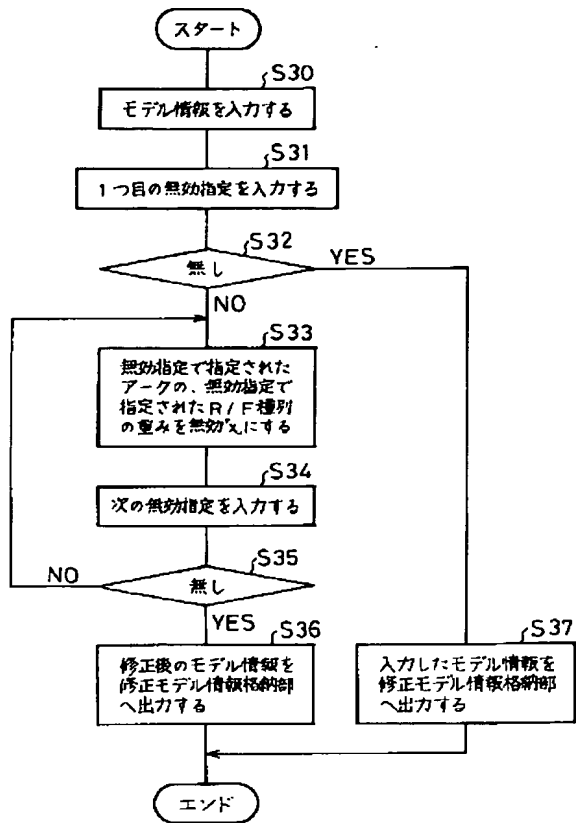 スタート
S30
モデル情報を入力する
S31
1つ目の無効指定を入力する
S32
無し
YES
NO
S33
無効指定で指定された
アークの、無効指定で
指定されたR/F種別
の重みを無効"x"にする
S34
次の無効指定を入力する
S35
NO
無し
YES
S36
修正後のモデル情報を
修正モデル情報格納部
へ出力する
S37
入力したモデル情報を
修正モデル情報格納部
へ出力する
エンド